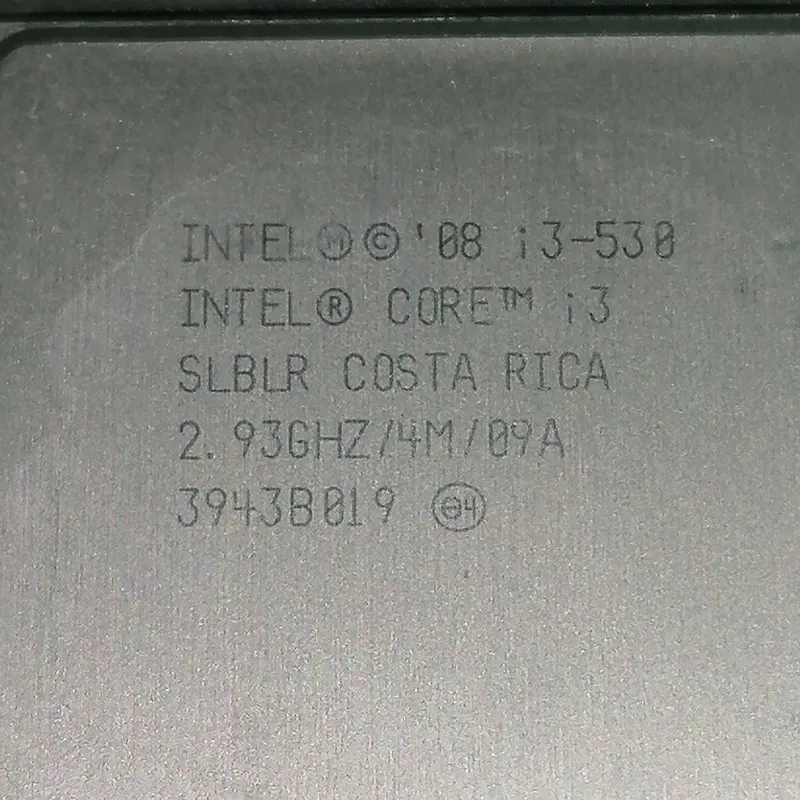 INTEL Ⓜ © '08 i3-530
INTEL® CORE™ i3
SLBLR COSTA RICA
2.93GHZ/4M/09A
3943B019 e4